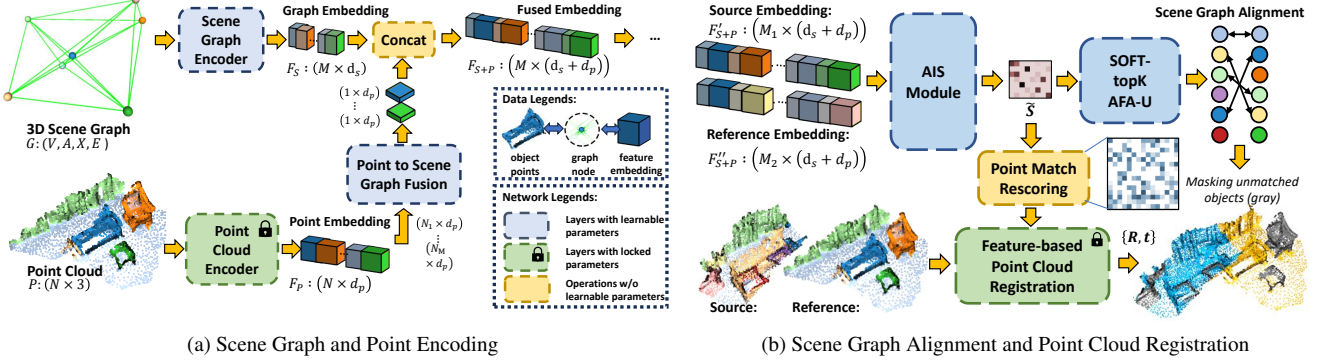 Scene
Graph
Encoder
Graph Embedding
F_S : (M × d_s)
Concat
Fused Embedding
F_{S+P} : (M × (d_s + d_p))
...
3D Scene Graph
G: (V, A, X, E )
(1 × d_p)
⋮
(1 × d_p)
Point to Scene
Graph Fusion
Data Legends:
object
points
graph
node
feature
embedding
Network Legends:
Layers with learnable
parameters
Layers with locked
parameters
Operations w/o
learnable parameters
Point Cloud
P: (N × 3)
Point
Cloud
Encoder
Point Embedding
F_P : (N × d_p)
(N_1 × d_p)
⋮
(N_M
× d_p)
(a) Scene Graph and Point Encoding
Source Embedding:
F′_{S+P} : (M_1 × (d_s + d_p))
Reference Embedding:
F′′_{S+P} : (M_2 × (d_s + d_p))
AIS
Module
S̃
SOFT-
topK
AFA-U
Scene Graph Alignment
Point Match
Rescoring
Masking unmatched
objects (gray)
Source:
Reference:
Feature-based
Point Cloud
Registration
{R, t}
(b) Scene Graph Alignment and Point Cloud Registration